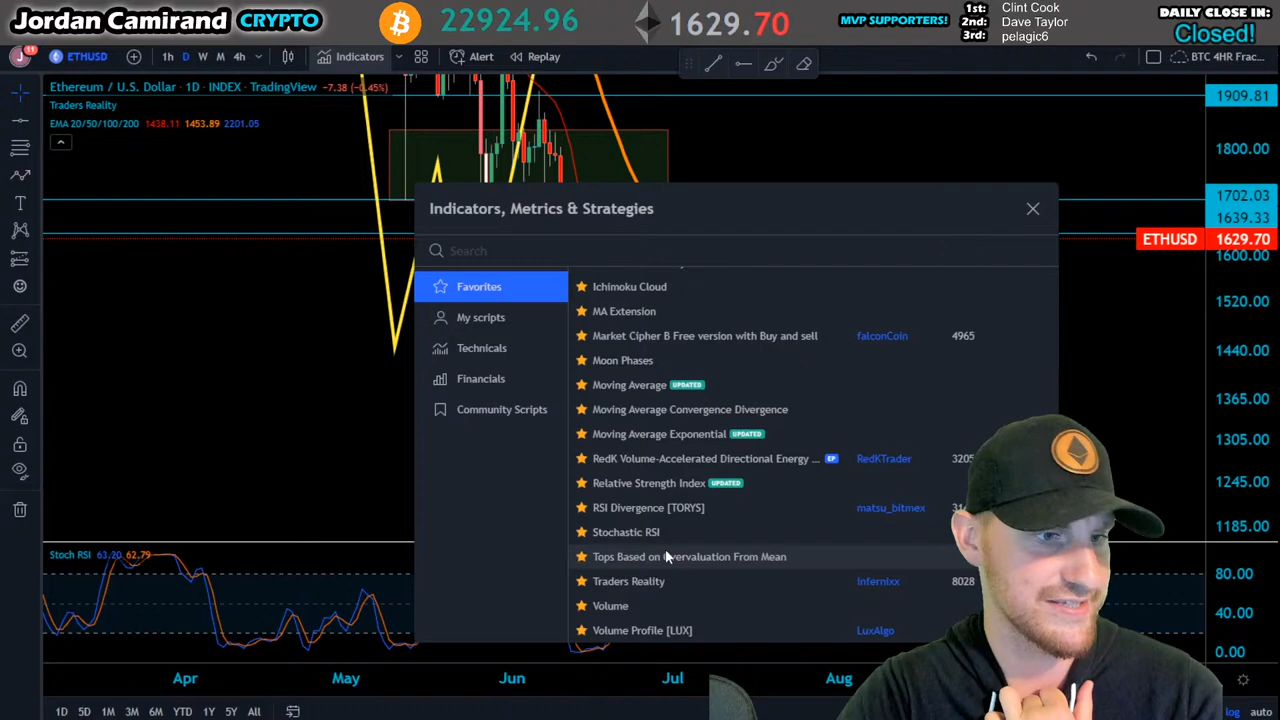 Jordan Camirand CRYPTO
22924.96
1629.70
MVP SUPPORTERS!
1st: Clint Cook
2nd: Dave Taylor
3rd: pelagic6
DAILY CLOSE IN:
Closed!
J 11 ETHUSD 1h D W M 4h Indicators Alert Replay BTC 4HR Frac...
Ethereum / U.S. Dollar · 1D · INDEX · TradingView -7.38 (-0.45%)
Traders Reality
EMA 20/50/100/200 1438.11 1453.89 2201.05
1909.81
1800.00
1702.03
1639.33
ETHUSD 1629.70
1600.00
1520.00
1440.00
1365.00
1305.00
1245.00
1185.00
Indicators, Metrics & Strategies
Search
Favorites
My scripts
Technicals
Financials
Community Scripts
Ichimoku Cloud
MA Extension
Market Cipher B Free version with Buy and sell falconCoin 4965
Moon Phases
Moving Average UPDATED
Moving Average Convergence Divergence
Moving Average Exponential UPDATED
RedK Volume-Accelerated Directional Energy ... EP RedKTrader 3205
Relative Strength Index UPDATED
RSI Divergence [TORYS] matsu_bitmex
Stochastic RSI
Tops Based on Overvaluation From Mean
Traders Reality Infernixx 8028
Volume
Volume Profile [LUX] LuxAlgo
Stoch RSI 63.20 62.79
80.00
40.00
0.00
Apr May Jun Jul Aug
1D 5D 1M 3M 6M YTD 1Y 5Y All
log auto